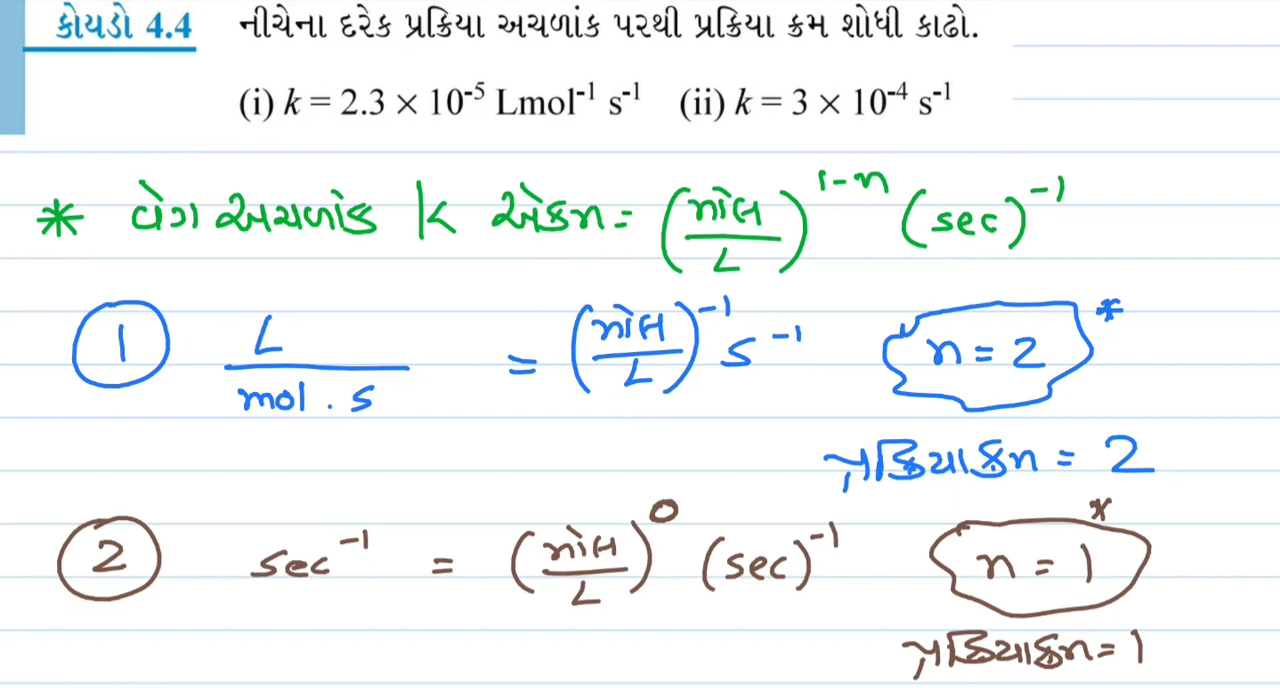 કોયડો 4.4 નીચેના દરેક પ્રક્રિયા અચળાંક પરથી પ્રક્રિયા ક્રમ શોધી કાઢો.
(i) k = 2.3 × 10⁻⁵ Lmol⁻¹ s⁻¹ (ii) k = 3 × 10⁻⁴ s⁻¹
* વેગ અચળાંક K એકમ = (મોલ/L)¹⁻ⁿ (sec)⁻¹
1 L/mol . s = (મોલ/L)⁻¹ s⁻¹ n = 2 *
પ્રક્રિયાક્રમ = 2
2 sec⁻¹ = (મોલ/L)⁰ (sec)⁻¹ n = 1 *
પ્રક્રિયાક્રમ = 1